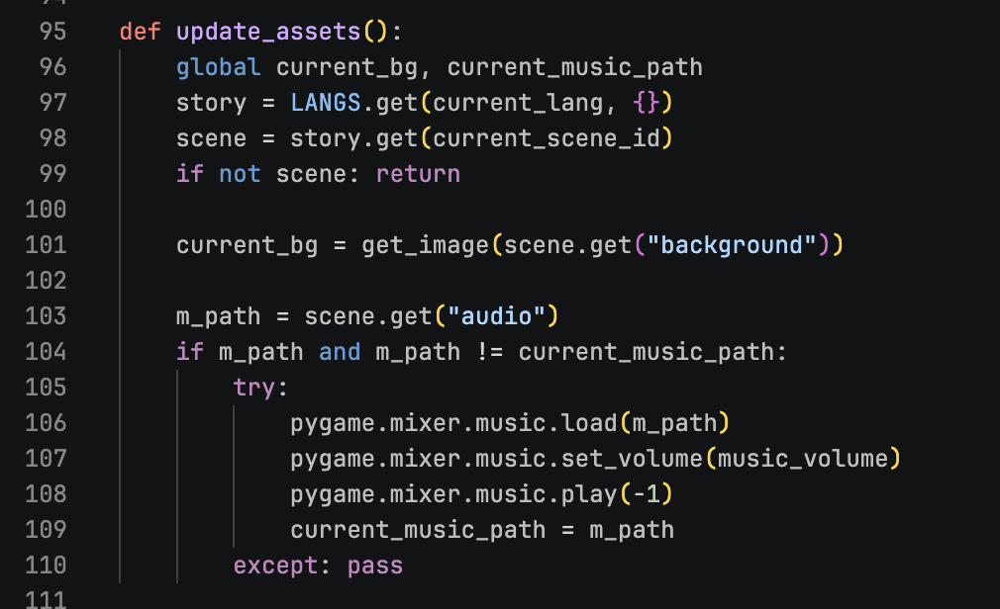 95 def update_assets():
96 global current_bg, current_music_path
97 story = LANGS.get(current_lang, {})
98 scene = story.get(current_scene_id)
99 if not scene: return
100
101 current_bg = get_image(scene.get("background"))
102
103 m_path = scene.get("audio")
104 if m_path and m_path != current_music_path:
105 try:
106 pygame.mixer.music.load(m_path)
107 pygame.mixer.music.set_volume(music_volume)
108 pygame.mixer.music.play(-1)
109 current_music_path = m_path
110 except: pass
111